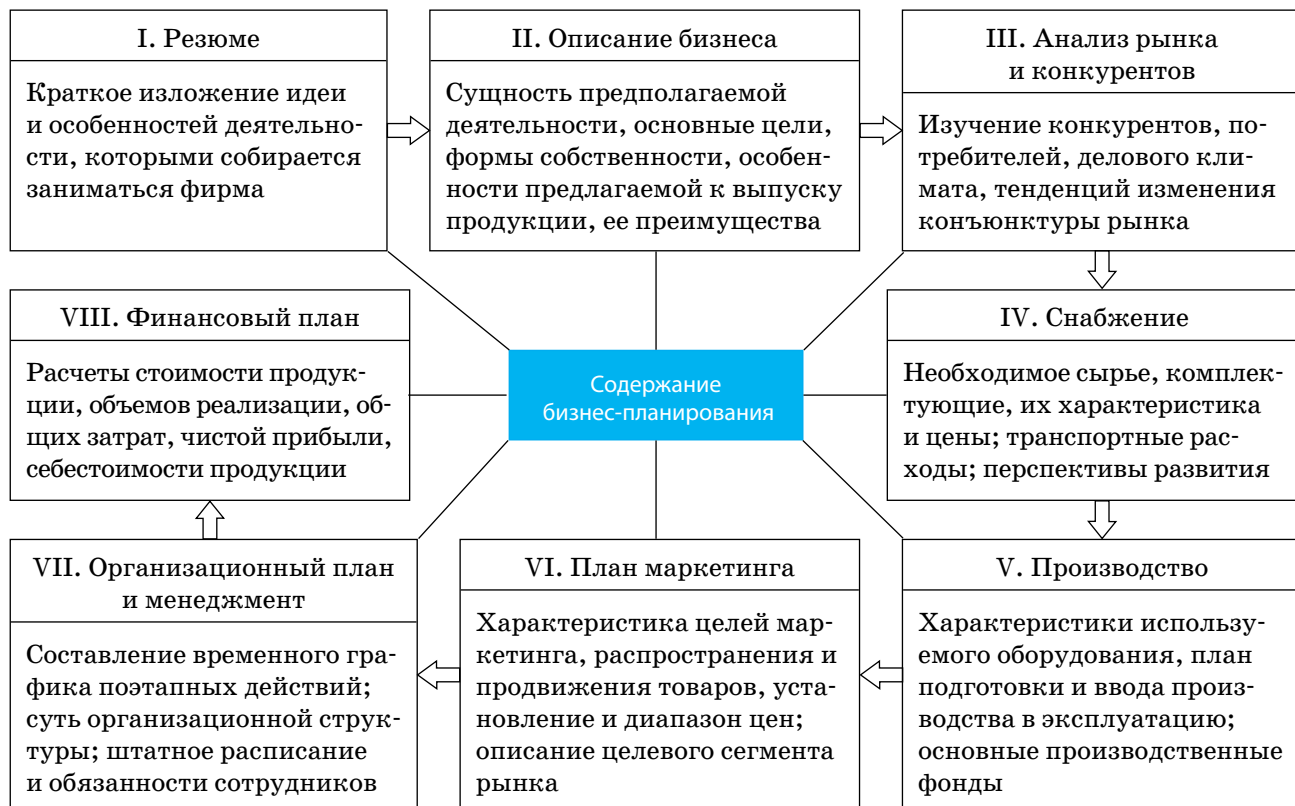 I. Резюме
Краткое изложение идеи
и особенностей деятельно-
сти, которыми собирается
заниматься фирма
II. Описание бизнеса
Сущность предполагаемой
деятельности, основные цели,
формы собственности, особен-
ности предлагаемой к выпуску
продукции, ее преимущества
III. Анализ рынка
и конкурентов
Изучение конкурентов, по-
требителей, делового кли-
мата, тенденций изменения
конъюнктуры рынка
VIII. Финансовый план
Расчеты стоимости продук-
ции, объемов реализации, об-
щих затрат, чистой прибыли,
себестоимости продукции
Содержание
бизнес-планирования
IV. Снабжение
Необходимое сырье, комплек-
тующие, их характеристика
и цены; транспортные рас-
ходы; перспективы развития
VII. Организационный план
и менеджмент
Составление временного гра-
фика поэтапных действий;
суть организационной струк-
туры; штатное расписание
и обязанности сотрудников
VI. План маркетинга
Характеристика целей мар-
кетинга, распространения и
продвижения товаров, уста-
новление и диапазон цен;
описание целевого сегмента
рынка
V. Производство
Характеристики использу-
емого оборудования, план
подготовки и ввода произ-
водства в эксплуатацию;
основные производственные
фонды